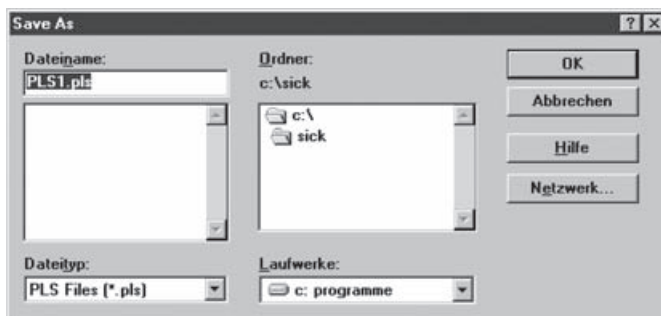 Save As
Dateiname:
PLS1.pls
Ordner:
c:\sick
c:\
sick
OK
Abbrechen
Hilfe
Netzwerk...
Dateityp:
PLS Files (*.pls)
Laufwerke:
c: programme